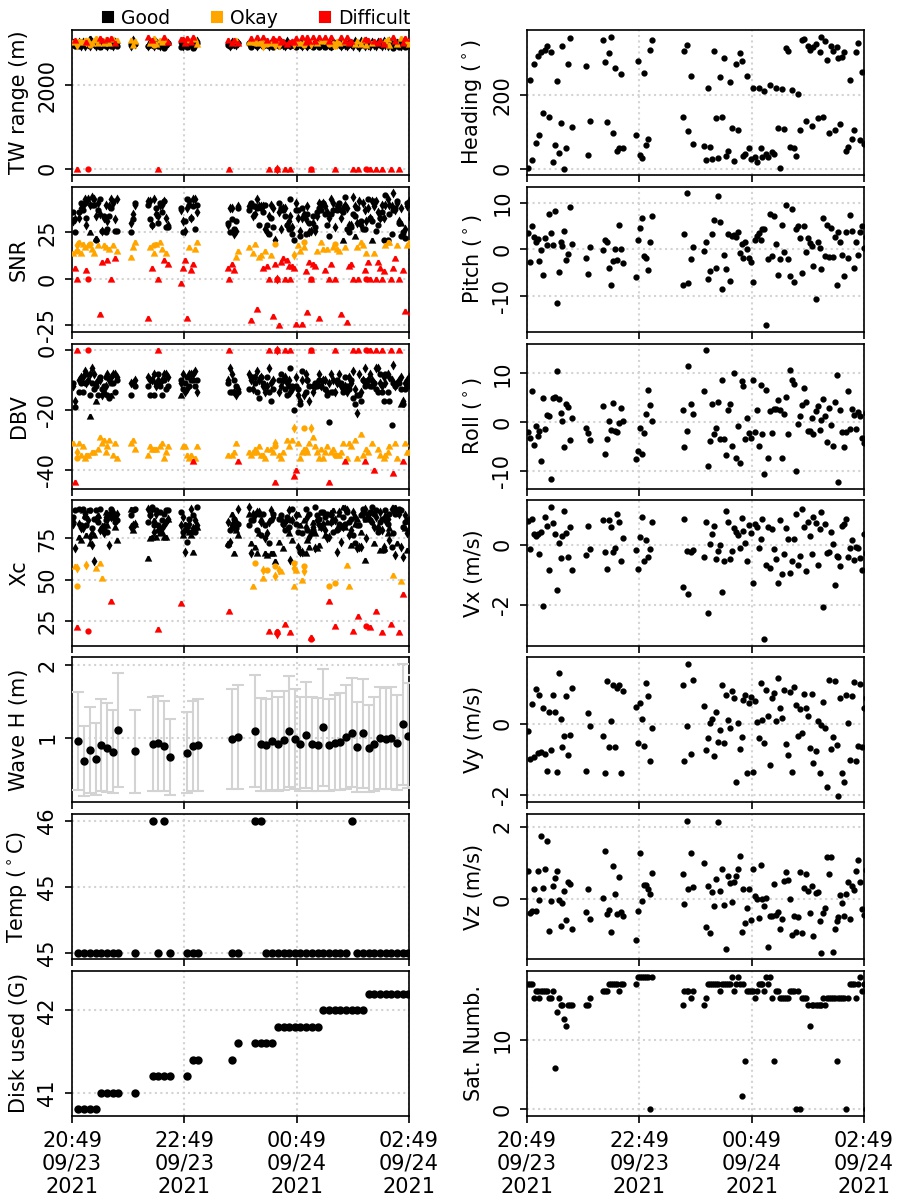 Good Okay Difficult
TW range (m)
2000
0
Heading (°)
200
0
SNR
25
0
-25
Pitch (°)
10
0
-10
DBV
0
-20
-40
Roll (°)
10
0
-10
Xc
75
50
25
Vx (m/s)
0
-2
Wave H (m)
2
1
Vy (m/s)
0
-2
Temp (°C)
46
45
45
Vz (m/s)
2
0
Disk used (G)
42
41
Sat. Numb.
10
0
20:49 22:49 00:49 02:49 20:49 22:49 00:49 02:49
09/23 09/23 09/24 09/24 09/23 09/23 09/24 09/24
2021 2021 2021 2021 2021 2021 2021 2021